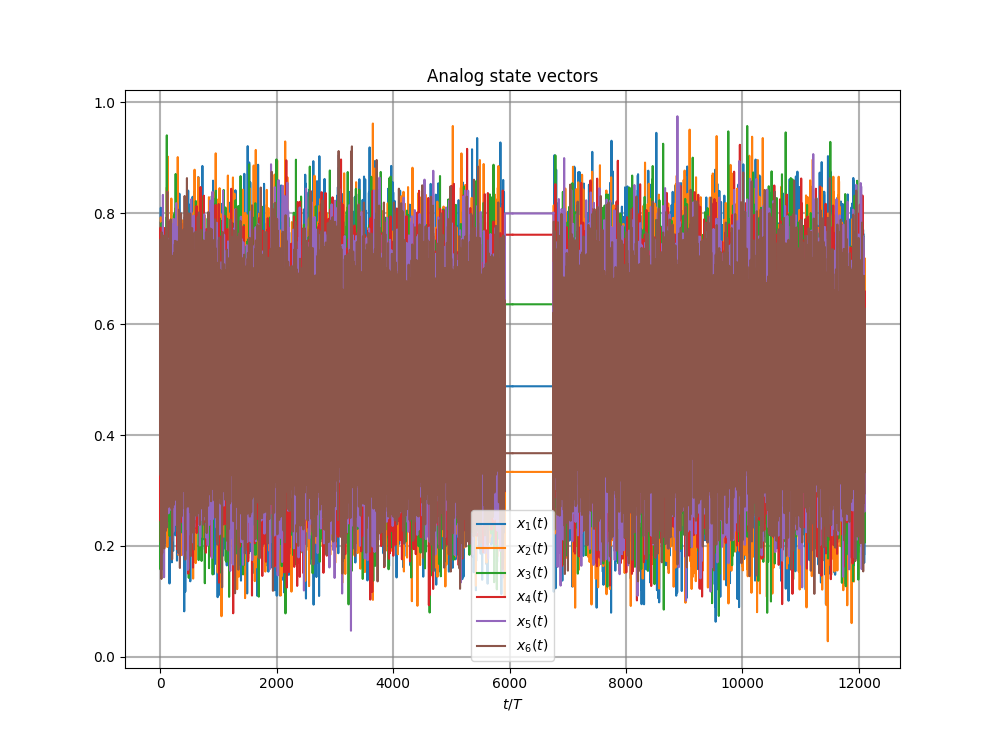 Analog state vectors
1.0
0.8
0.6
0.4
0.2
0.0
x₁(t)
x₂(t)
x₃(t)
x₄(t)
x₅(t)
x₆(t)
0 2000 4000 6000 8000 10000 12000
t/T